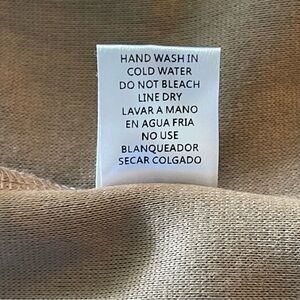 HAND WASH IN
COLD WATER
DO NOT BLEACH
LINE DRY
LAVAR A MANO
EN AGUA FRIA
NO USE
BLANQUEADOR
SECAR COLGADO